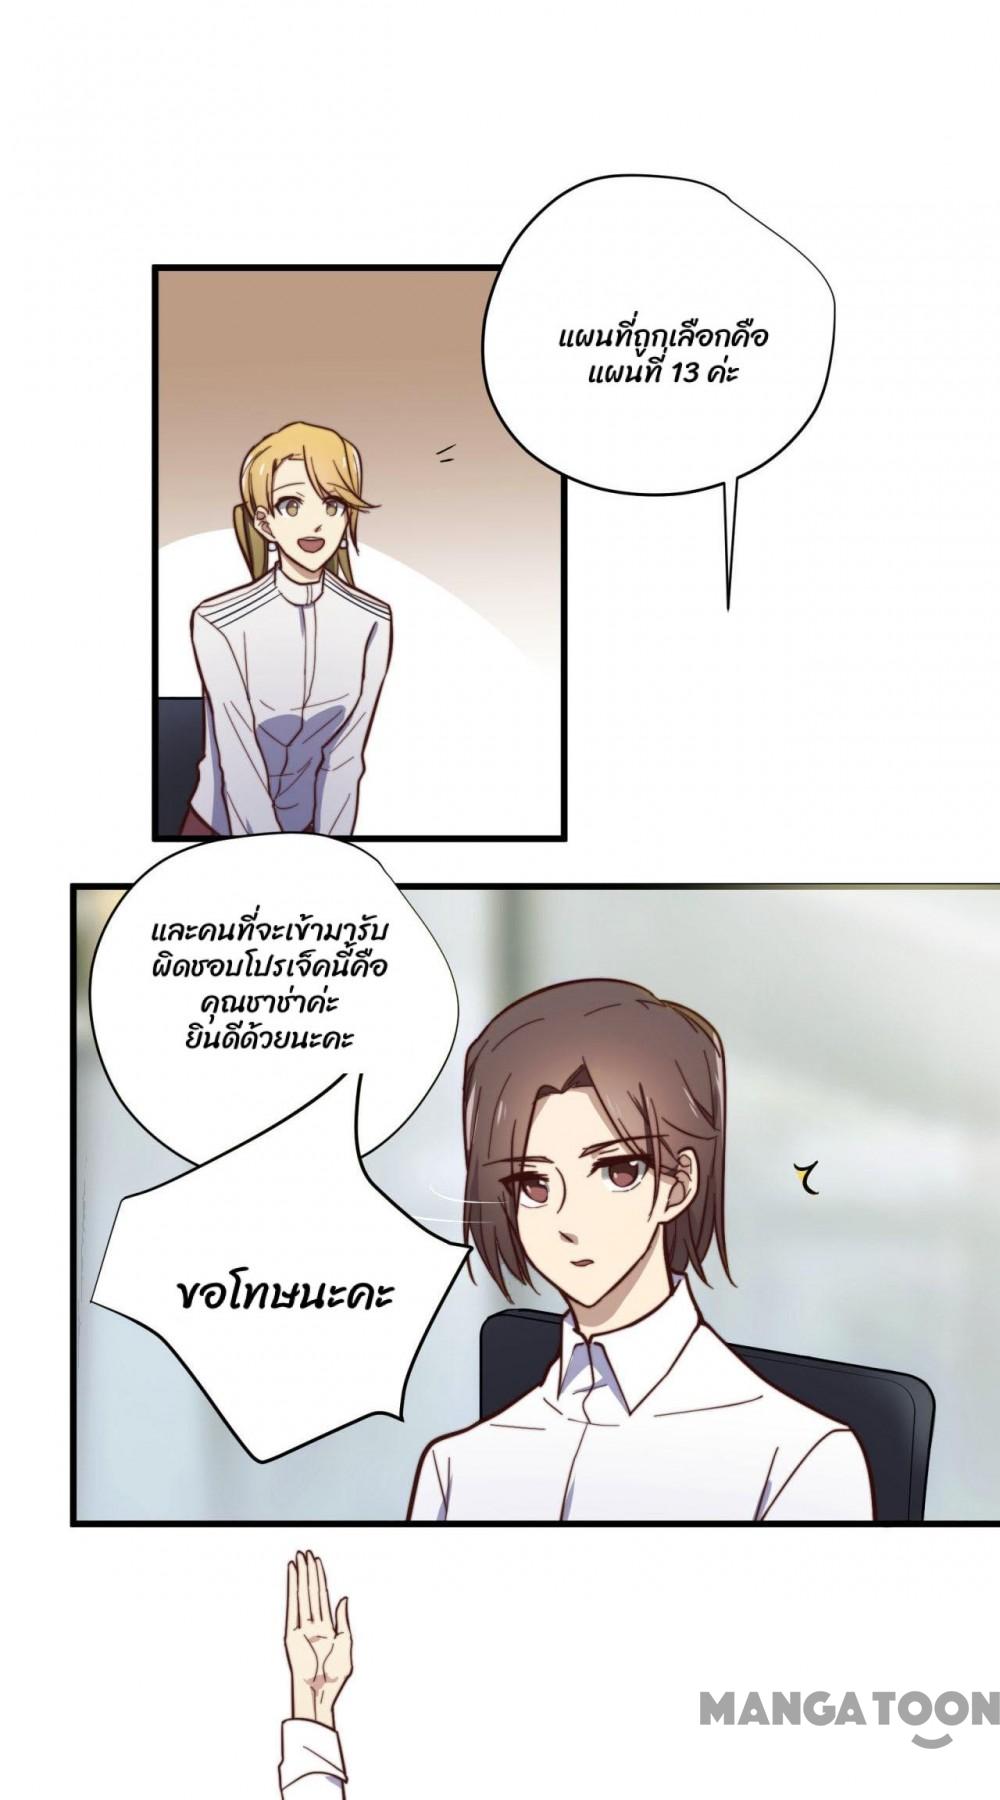 แผนที่ถูกเลือกคือ
แผนที่ 13 ค่ะ
และคนที่จะเข้ามารับ
ผิดชอบโปรเจ็คนี้คือ
คุณชาช่าค่ะ
ยินดีด้วยนะคะ
ขอโทษนะคะ
MANGATOON